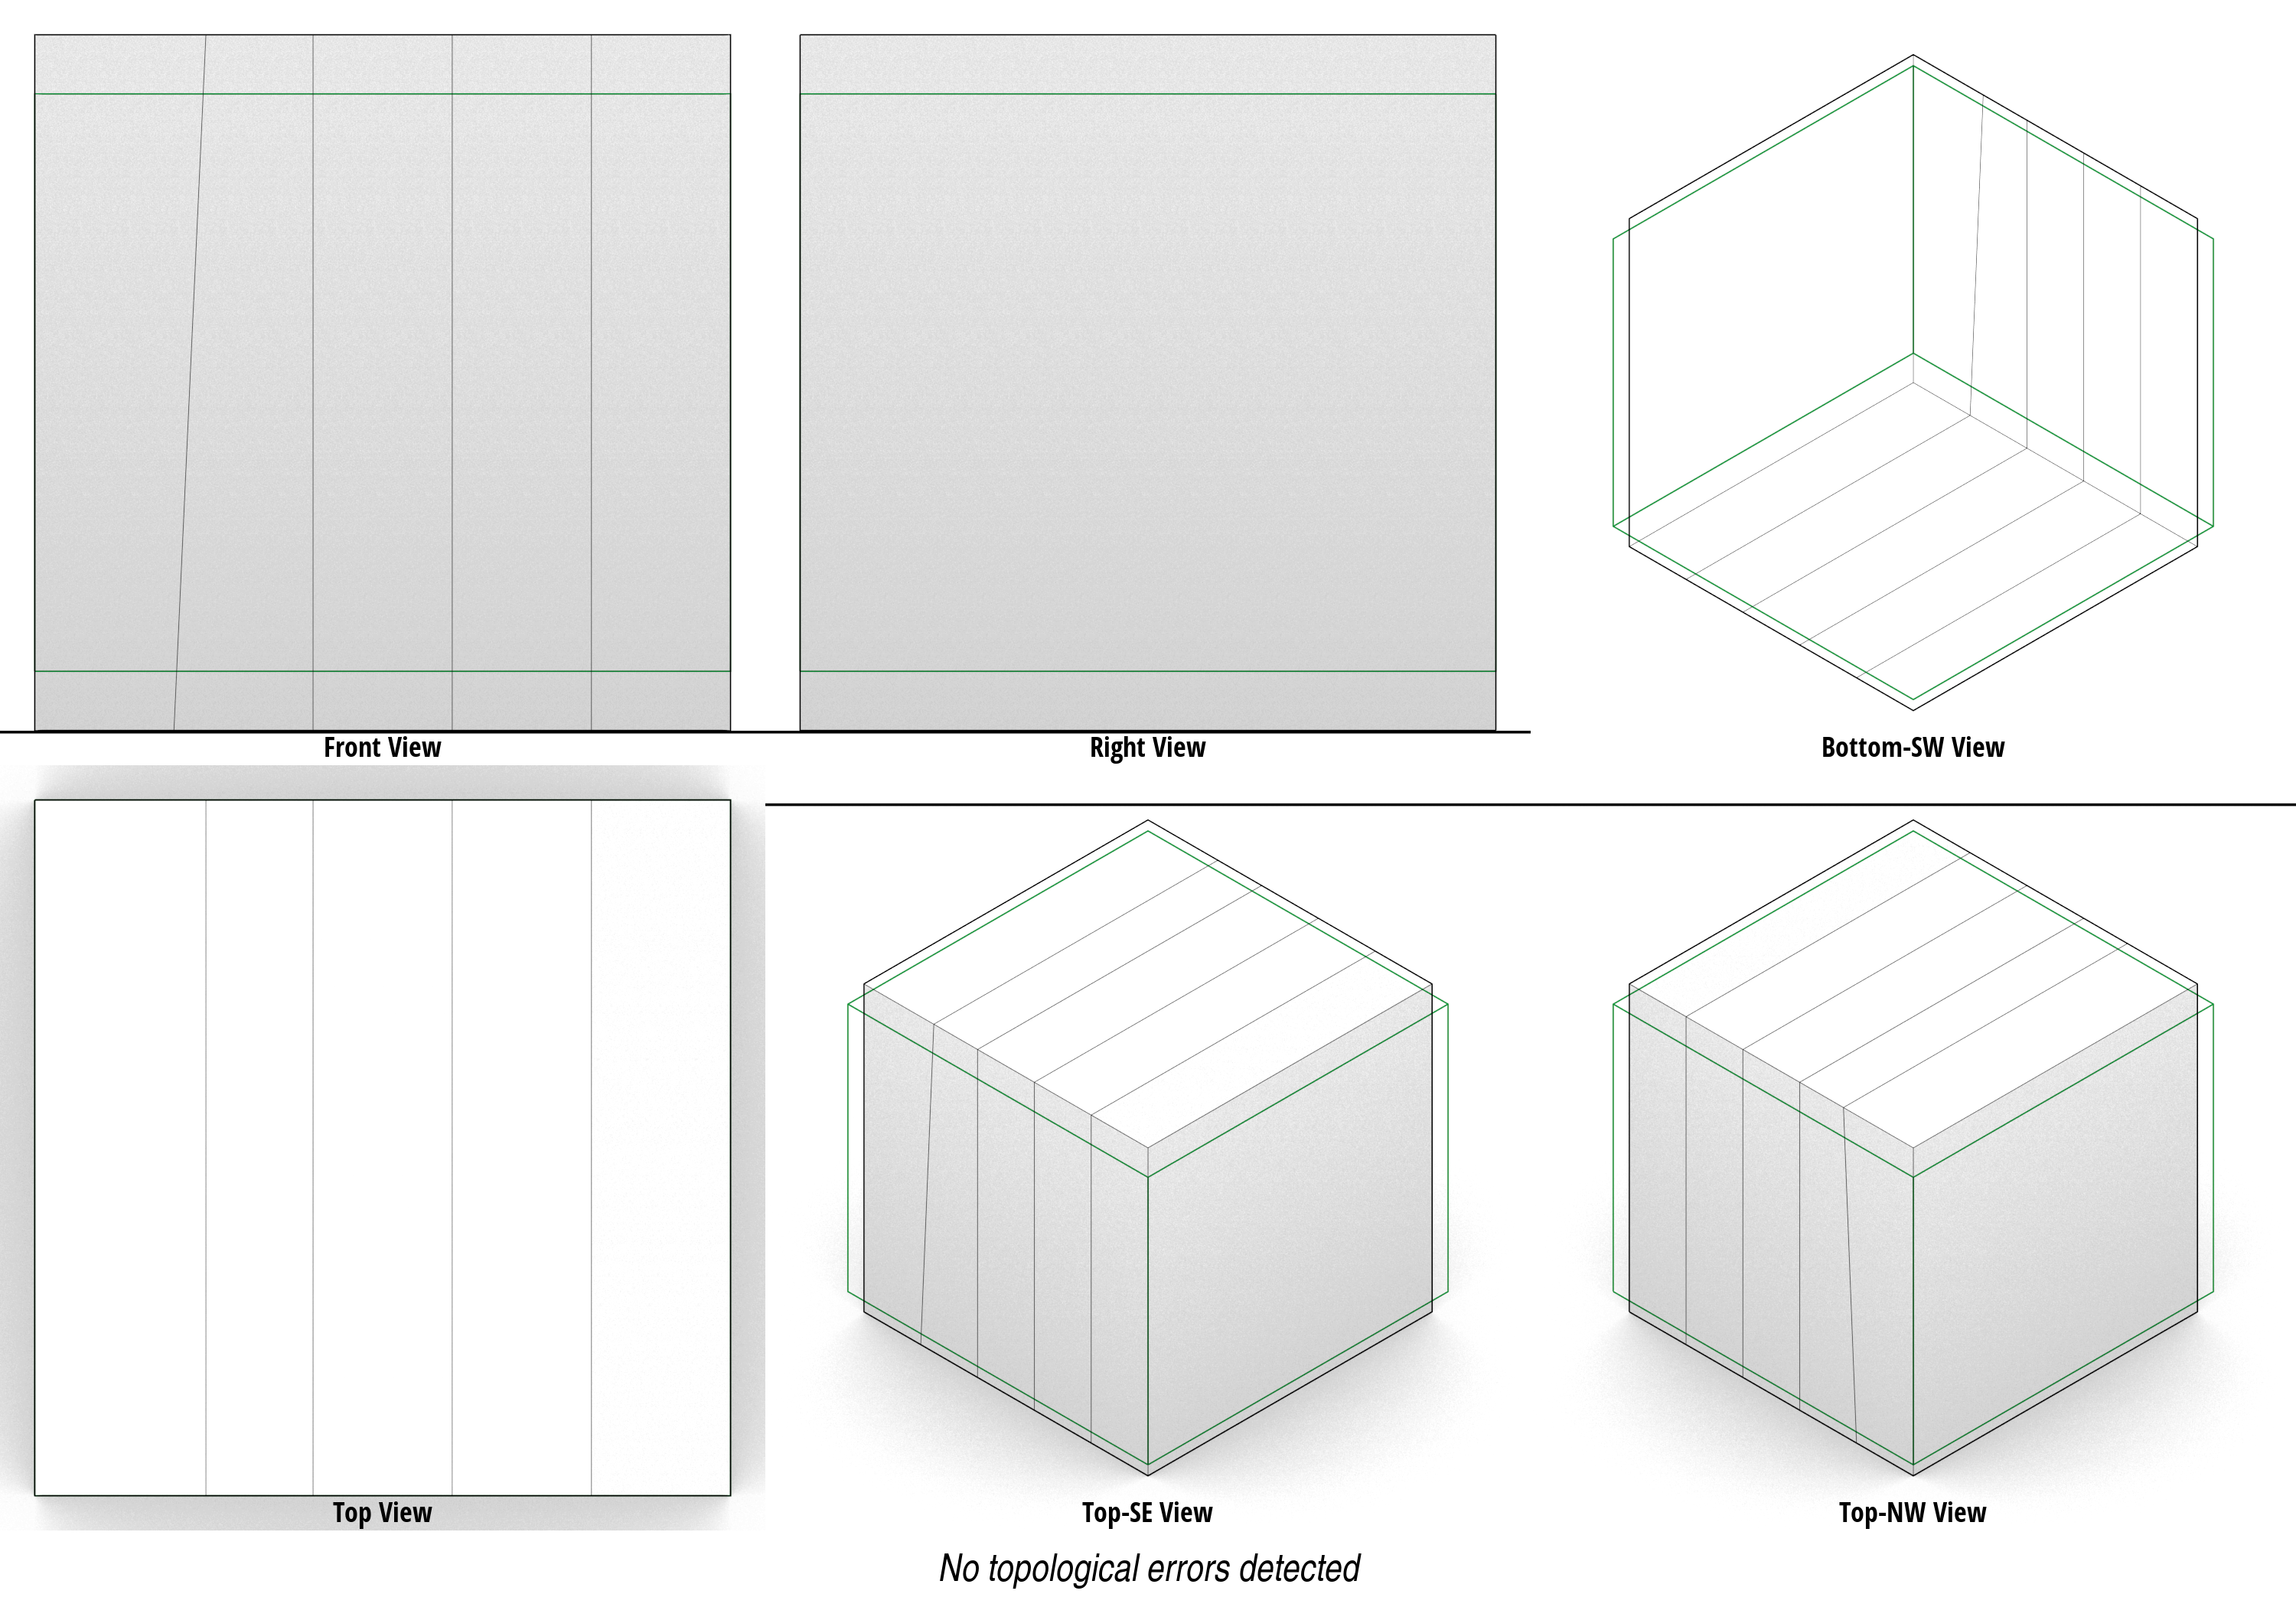 Front View
Right View
Bottom-SW View
Top View
Top-SE View
Top-NW View
No topological errors detected